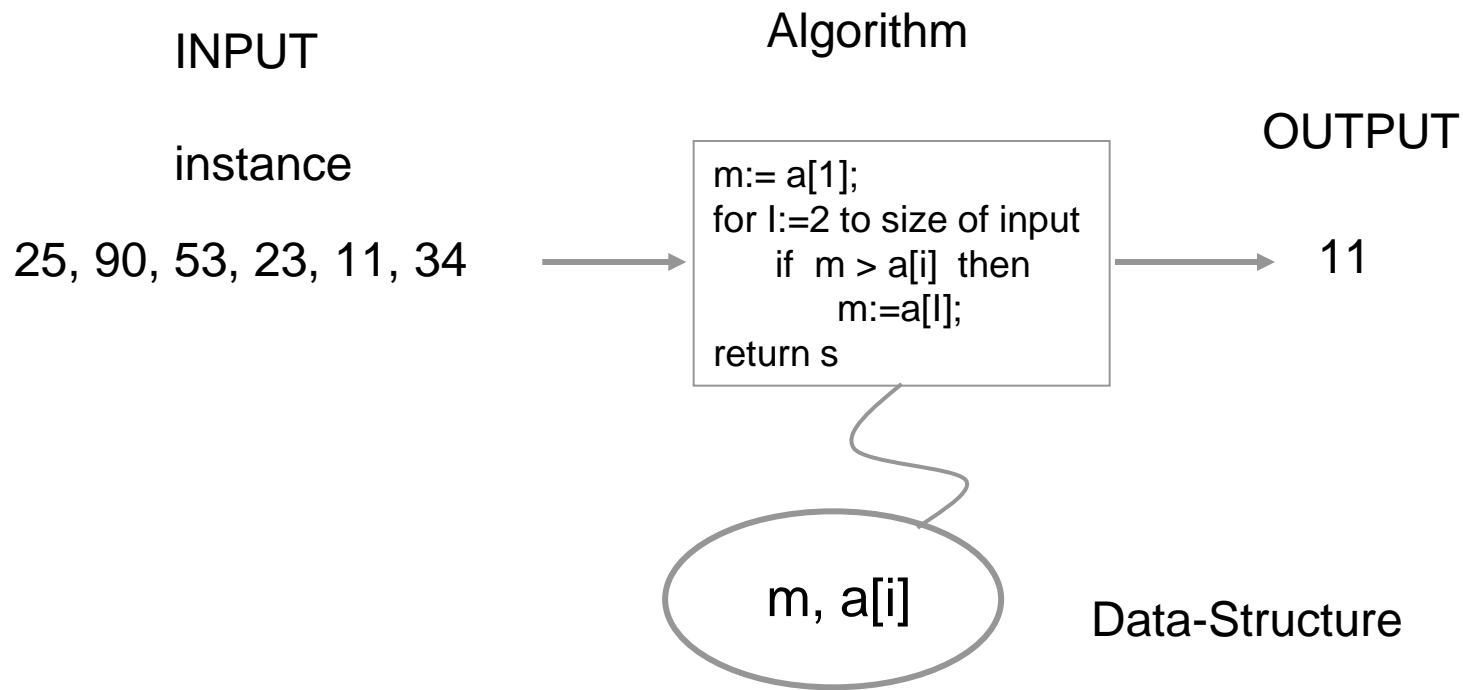 INPUT
Algorithm
OUTPUT
instance
25, 90, 53, 23, 11, 34
m:= a[1];
for I:=2 to size of input
if m > a[i] then
m:=a[I];
return s
11
m, a[i]
Data-Structure